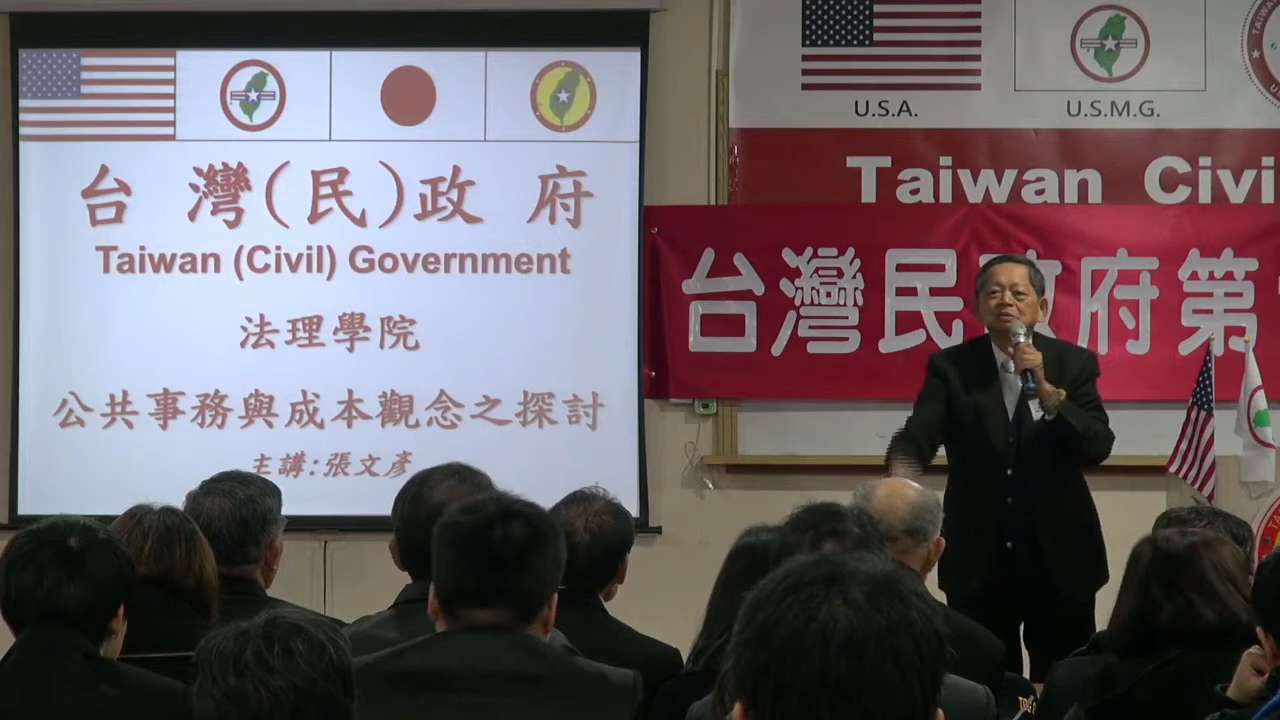 台灣(民)政府
Taiwan (Civil) Government
法理學院
公共事務與成本觀念之探討
主講:張文彥
U.S.A.
U.S.M.G.
Taiwan Civi
台灣民政府第